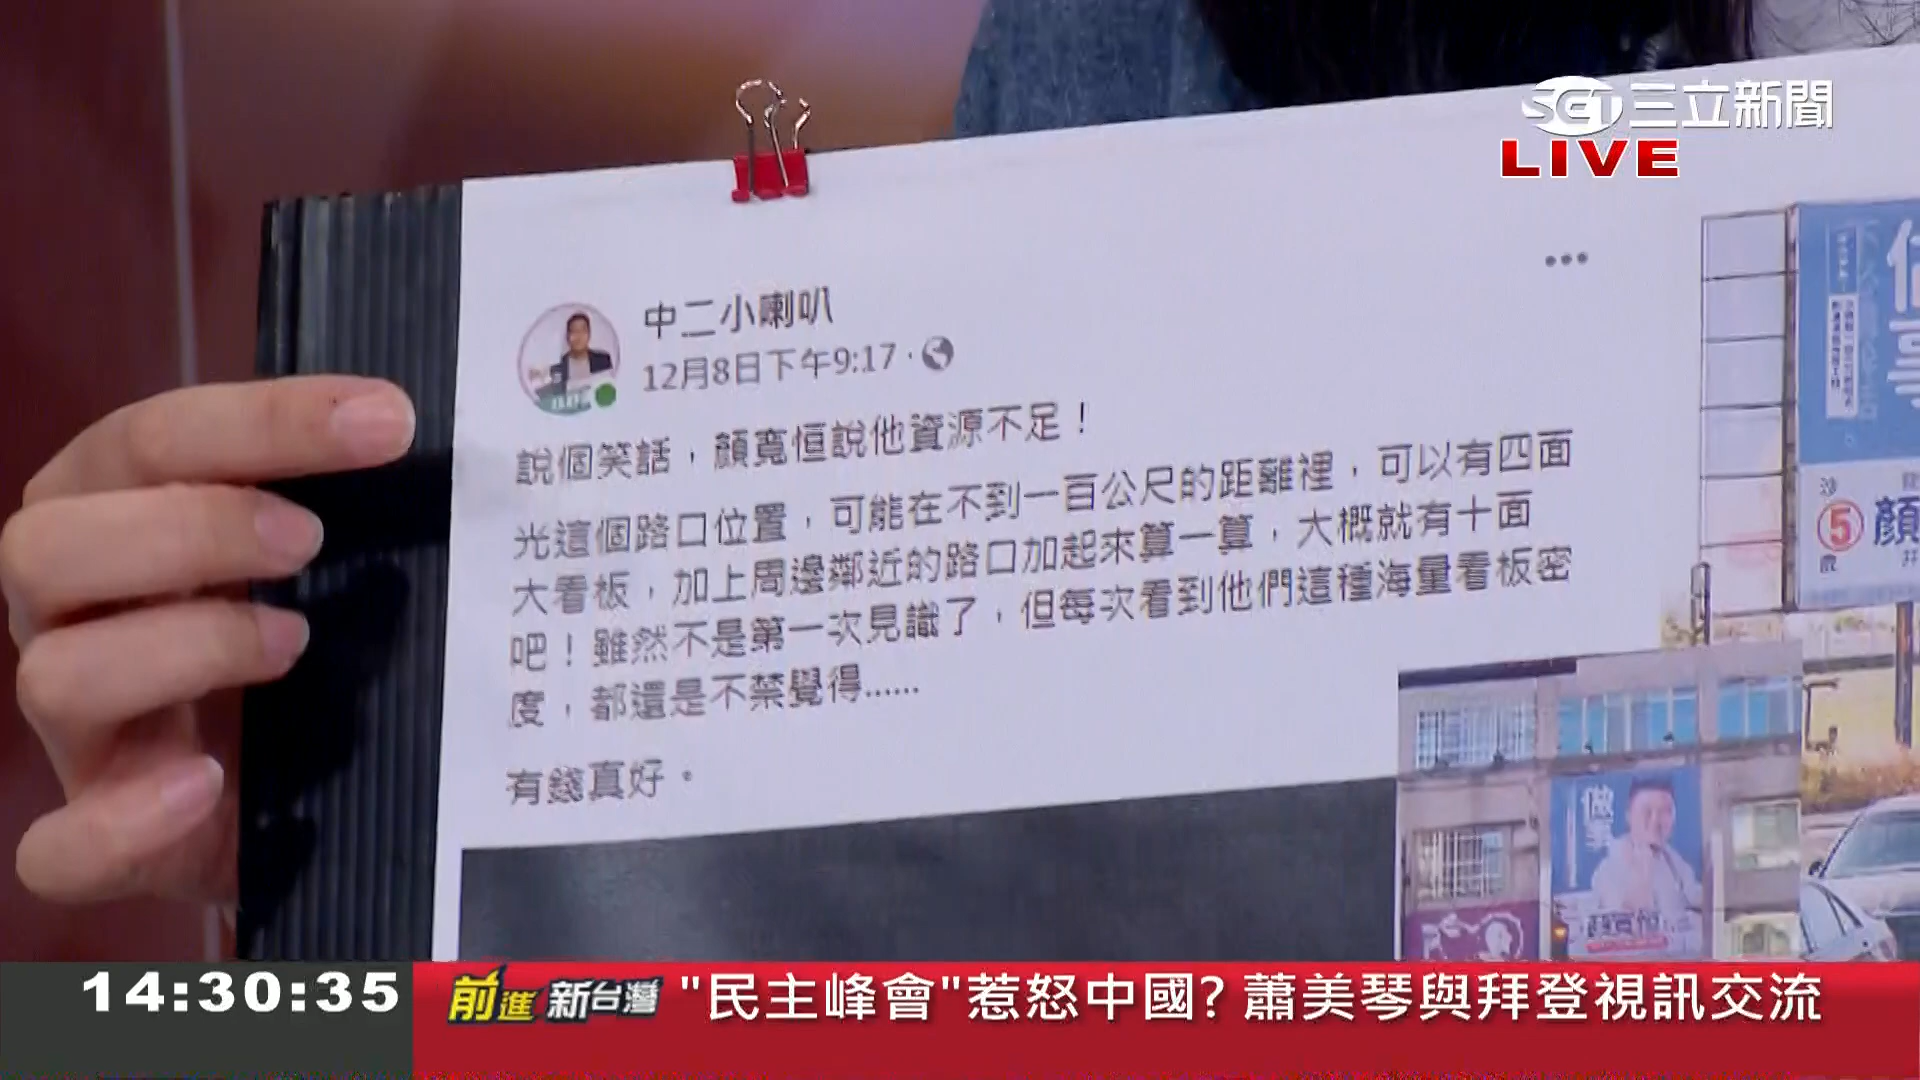 SET三立新聞
LIVE
中二小喇叭
12月8日下午9:17
說個笑話，顏寬恒說他資源不足！
光這個路口位置，可能在不到一百公尺的距離裡，可以有四面
大看板，加上周邊鄰近的路口加起來算一算，大概就有十面
吧！雖然不是第一次見識了，但每次看到他們這種海量看板密
度，都還是不禁覺得......
有錢真好。
做事
沙
5
顏
做事
14:30:35
前進新台灣
"民主峰會"惹怒中國? 蕭美琴與拜登視訊交流